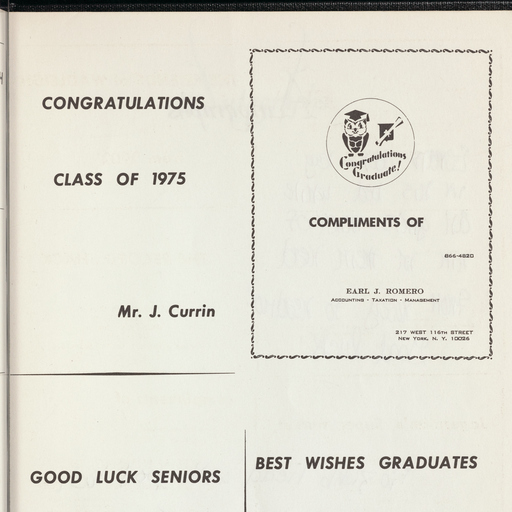 CONGRATULATIONS
CLASS OF 1975
Mr. J. Currin
Congratulations
Graduate!
COMPLIMENTS OF
866-4820
EARL J. ROMERO
ACCOUNTING - TAXATION - MANAGEMENT
217 WEST 116TH STREET
NEW YORK, N. Y. 10026
GOOD LUCK SENIORS
BEST WISHES GRADUATES